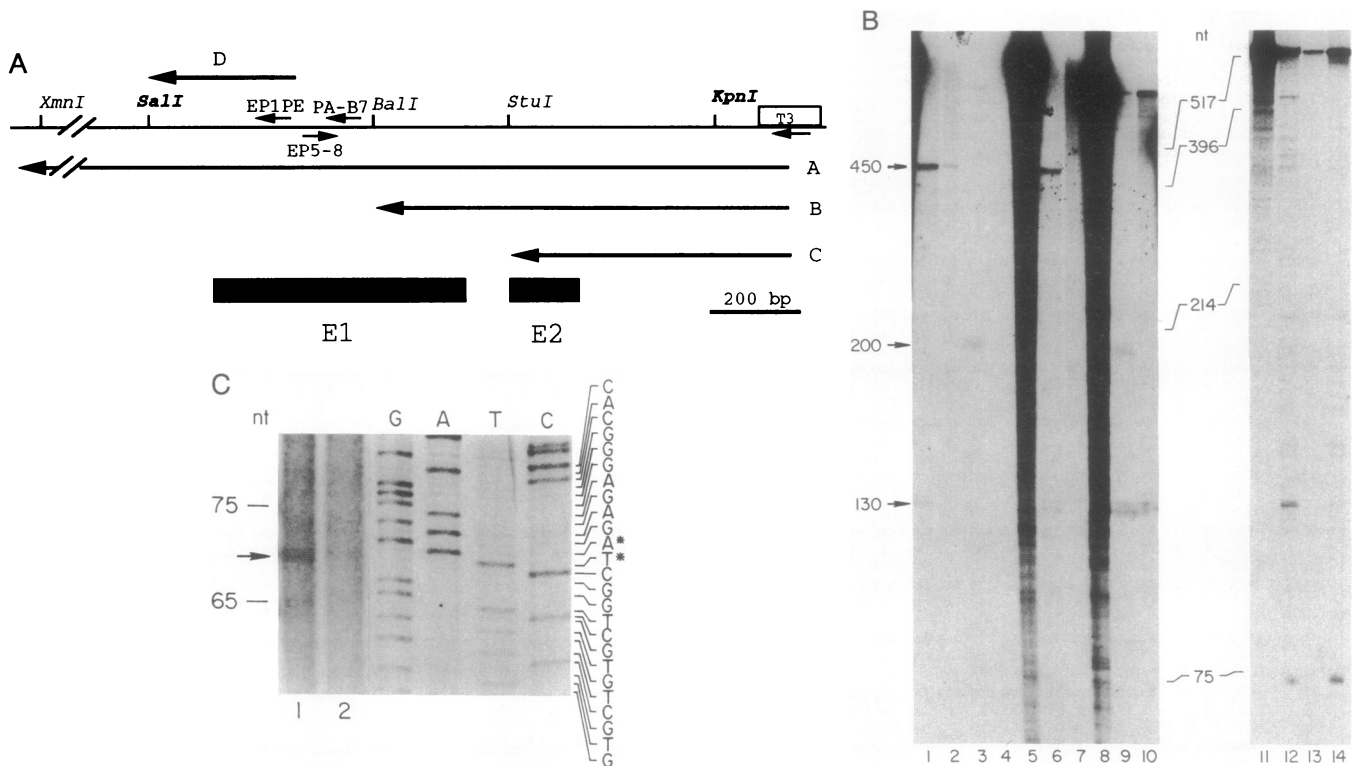 A
D
XmnI SalI EP1PE PA-B7 BalI StuI KpnI T3
EP5-8
A
B
C
200 bp
E1 E2
B
nt
517
396
450
214
200
130
75
1 2 3 4 5 6 7 8 9 10 11 12 13 14
C
nt G A T C
75
65
1 2
C
A
C
G
G
G
A
G
A
G
A*
T*
C
G
G
T
C
G
T
G
T
C
G
T
G